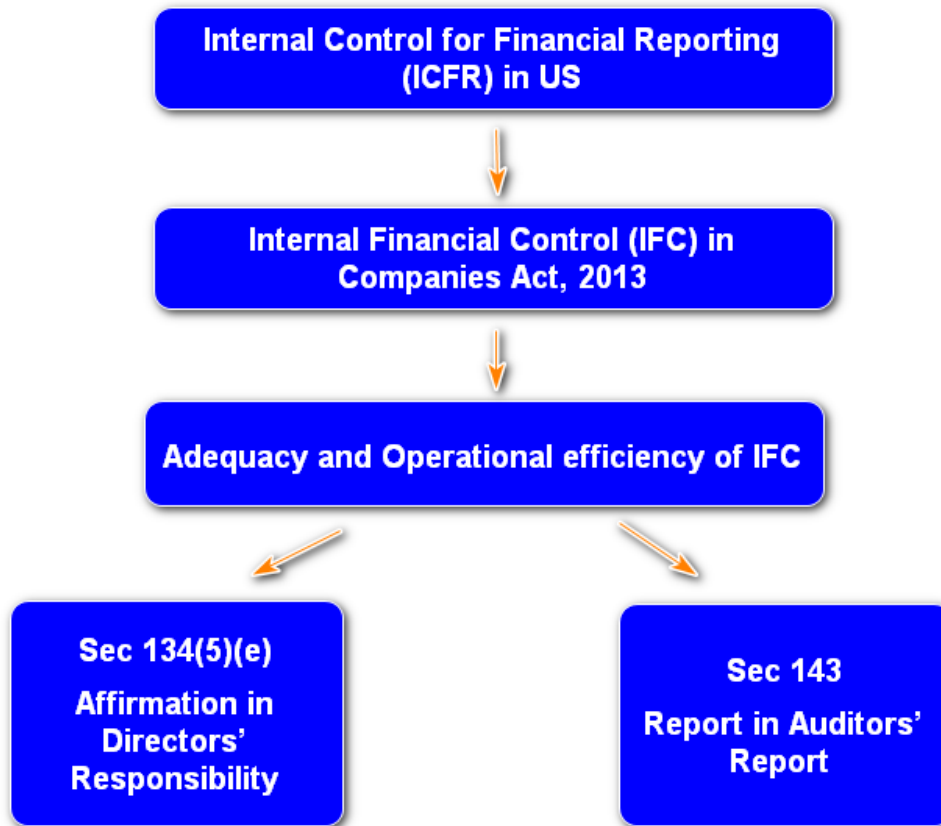 Internal Control for Financial Reporting
(ICFR) in US
Internal Financial Control (IFC) in
Companies Act, 2013
Adequacy and Operational efficiency of IFC
Sec 134(5)(e)
Affirmation in
Directors’
Responsibility
Sec 143
Report in Auditors’
Report